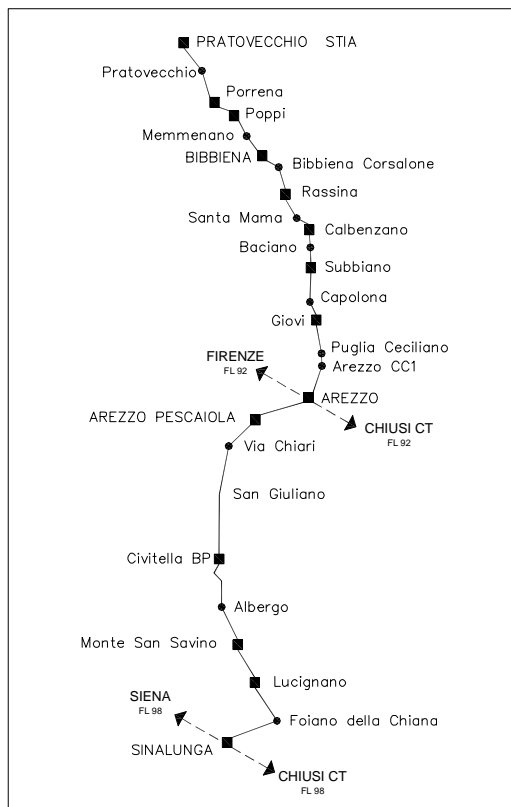 PRATOVECCHIO STIA
Pratovecchio
Porrena
Poppi
Memmenano
BIBBIENA
Bibbiena Corsalone
Rassina
Santa Mama
Calbenzano
Baciano
Subbiano
Capolona
Giovi
Puglia Ceciliano
FIRENZE
FL 92
Arezzo CC1
AREZZO
AREZZO PESCAIOLA
CHIUSI CT
FL 92
Via Chiari
San Giuliano
Civitella BP
Albergo
Monte San Savino
Lucignano
SIENA
FL 98
Foiano della Chiana
SINALUNGA
CHIUSI CT
FL 98